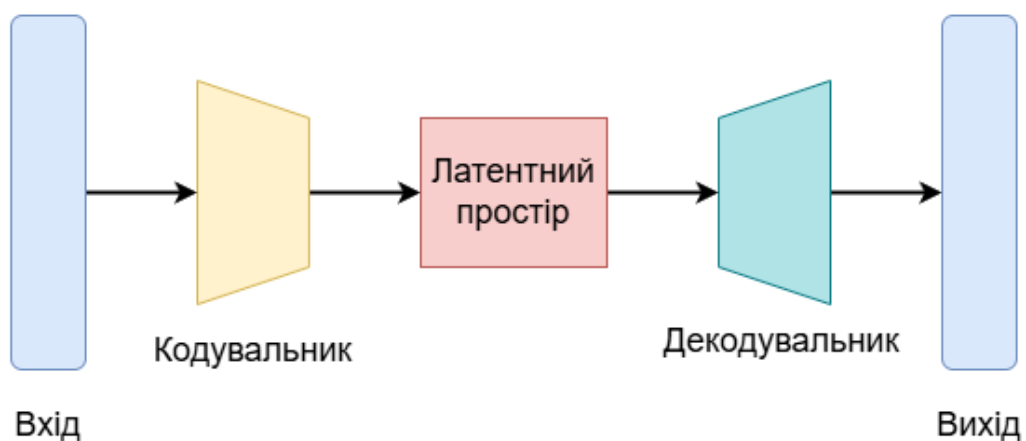 Латентний
простір
Кодувальник
Декодувальник
Вхід
Вихід